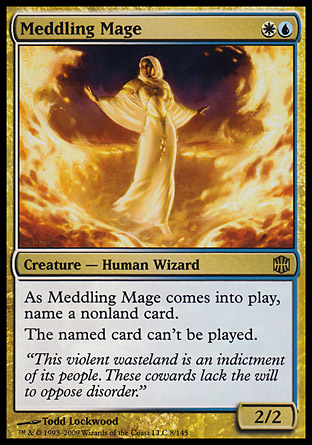 Meddling Mage
Creature — Human Wizard
As Meddling Mage comes into play,
name a nonland card.
The named card can't be played.
"This violent wasteland is an indictment
of its people. These cowards lack the will
to oppose disorder."
Todd Lockwood
™ & © 1993-2009 Wizards of the Coast LLC 8/145
2/2